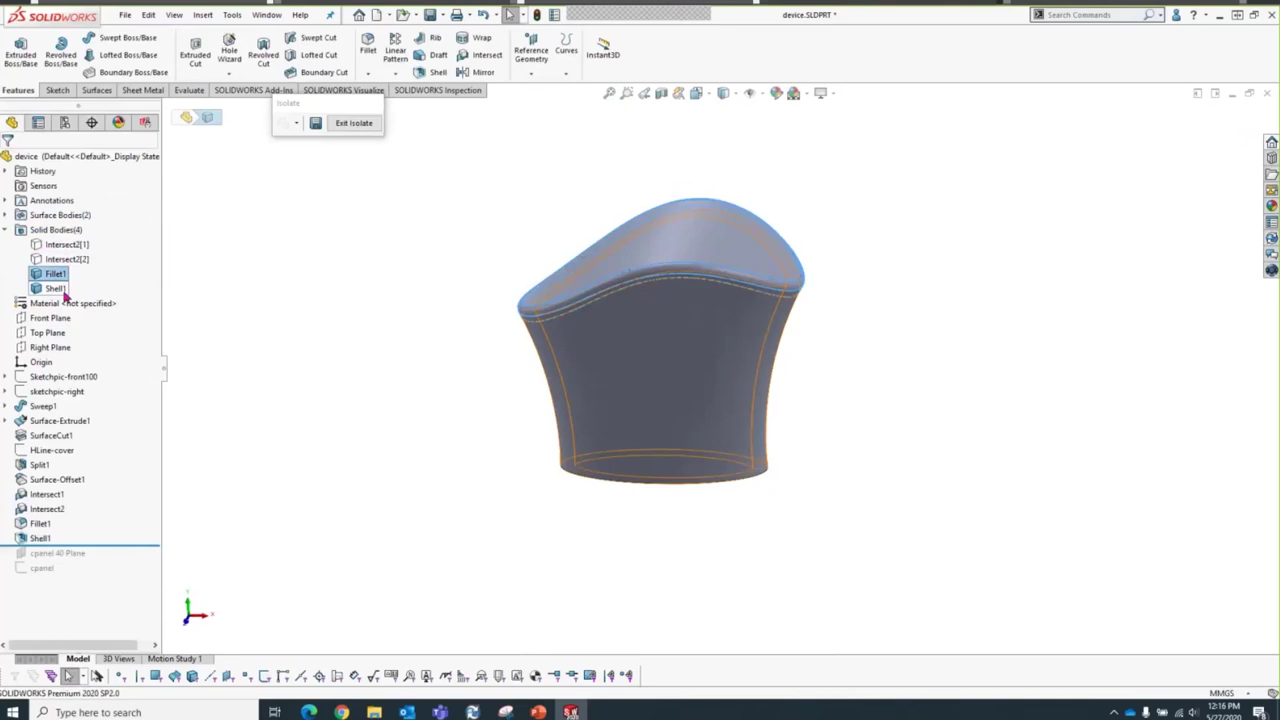 SOLIDWORKS File Edit View Insert Tools Window Help device.SLDPRT * Search Commands
Extruded Boss/Base
Revolved Boss/Base
Swept Boss/Base
Lofted Boss/Base
Boundary Boss/Base
Extruded Cut
Hole Wizard
Revolved Cut
Swept Cut
Lofted Cut
Boundary Cut
Fillet
Linear Pattern
Rib
Draft
Shell
Wrap
Intersect
Mirror
Reference Geometry
Curves
Instant3D
Features Sketch Surfaces Sheet Metal Evaluate SOLIDWORKS Add-Ins SOLIDWORKS Visualize SOLIDWORKS Inspection
Isolate
Exit Isolate
device (Default<<Default>_Display State
History
Sensors
Annotations
Surface Bodies(2)
Solid Bodies(4)
Intersect2[1]
Intersect2[2]
Fillet1
Shell1
Material <not specified>
Front Plane
Top Plane
Right Plane
Origin
Sketchpic-front100
sketchpic-right
Sweep1
Surface-Extrude1
SurfaceCut1
HLine-cover
Split1
Surface-Offset1
Intersect1
Intersect2
Fillet1
Shell1
cpanel 40 Plane
cpanel
Model 3D Views Motion Study 1
SOLIDWORKS Premium 2020 SP2.0 MMGS
Type here to search
12:16 PM
5/27/2020